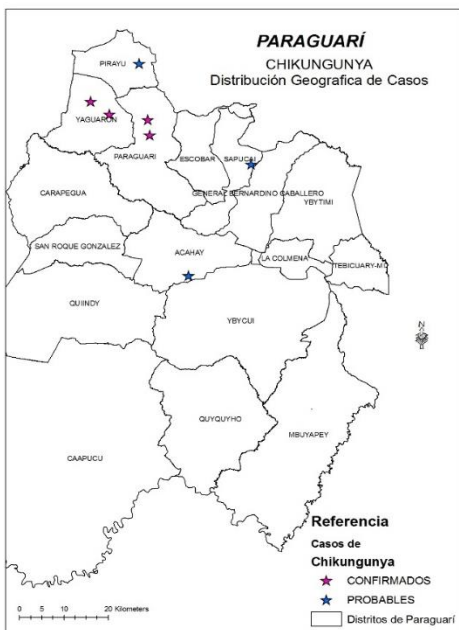 PARAGUARÍ
CHIKUNGUNYA
Distribución Geografica de Casos
PIRAYU
YAGUARON
PARAGUARI
ESCOBAR
SAPUCAI
CARAPEGUA
GENERAL BERNARDINO CABALLERO
YBYTIMI
SAN ROQUE GONZALEZ
ACAHAY
LA COLMENA
TEBICUARY-MI
QUIINDY
YBYCUI
N
QUYQUYHO
MBUYAPEY
CAAPUCU
Referencia
Casos de
Chikungunya
CONFIRMADOS
PROBABLES
Distritos de Paraguarí
0 5 10 20 Kilometers